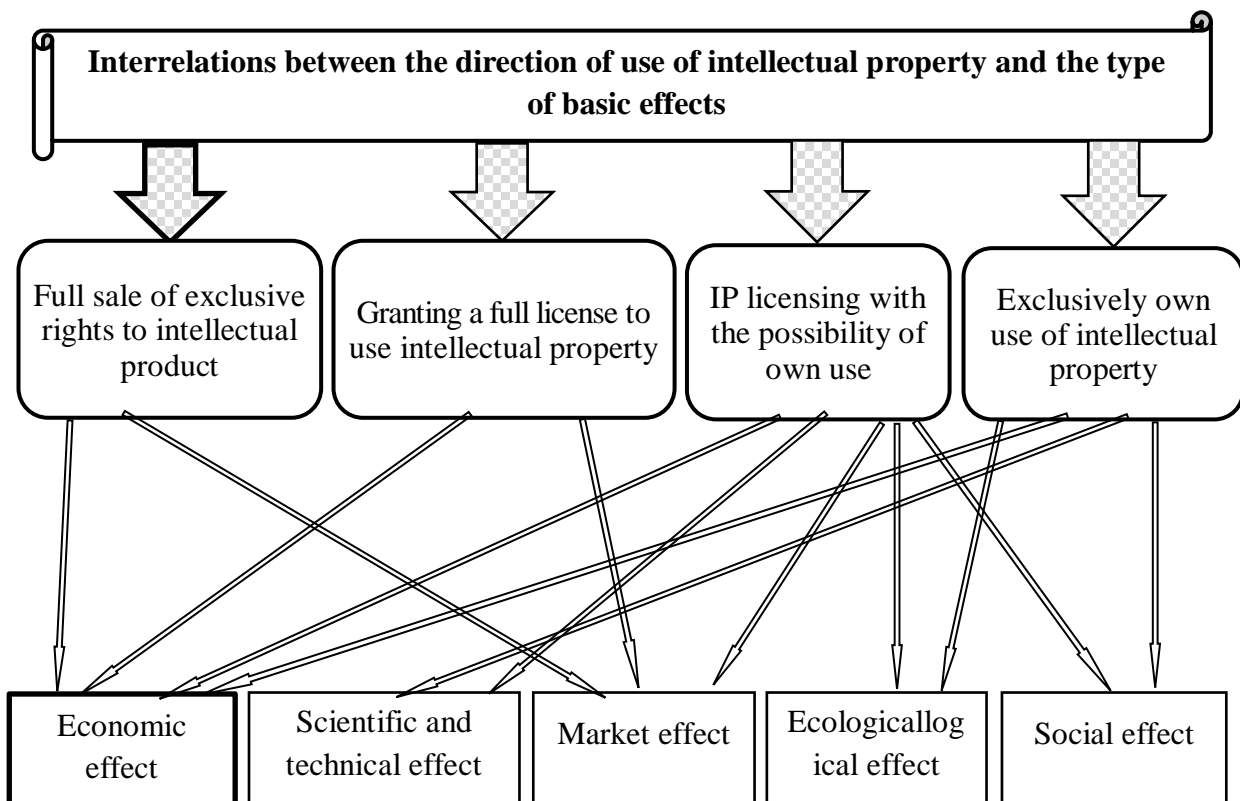 Interrelations between the direction of use of intellectual property and the type
of basic effects
Full sale of exclusive
rights to intellectual
product
Granting a full license to
use intellectual property
IP licensing with
the possibility of
own use
Exclusively own
use of intellectual
property
Economic
effect
Scientific and
technical effect
Market effect
Ecologicallog
ical effect
Social effect